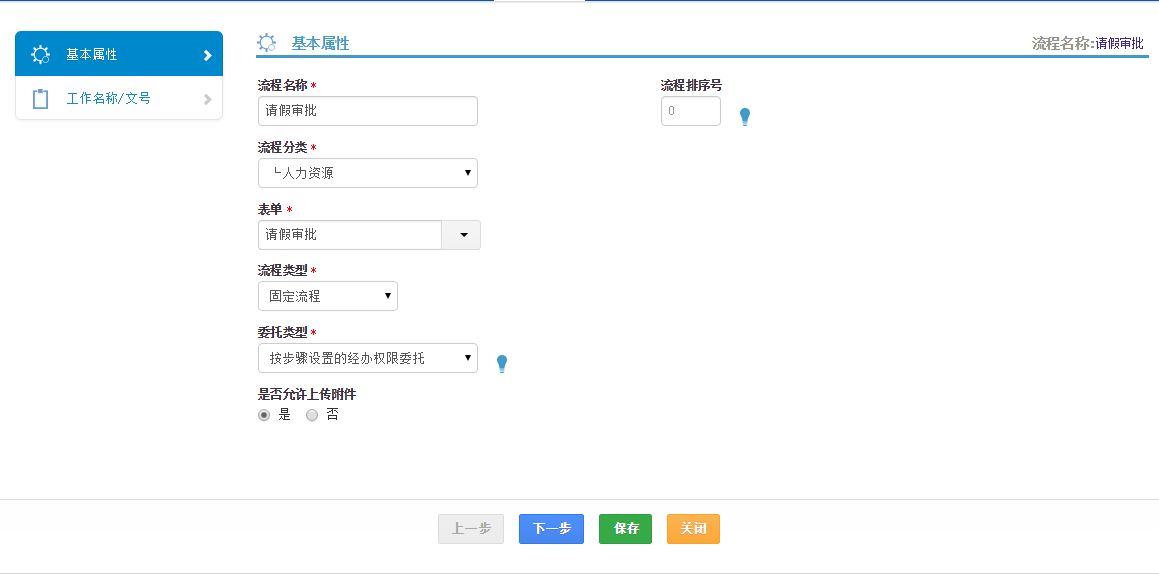 基本属性
工作名称/文号
基本属性
流程名称:请假审批
流程名称 *
流程排序号
请假审批
0
流程分类 *
└人力资源
表单 *
请假审批
流程类型 *
固定流程
委托类型 *
按步骤设置的经办权限委托
是否允许上传附件
是 否
上一步 下一步 保存 关闭